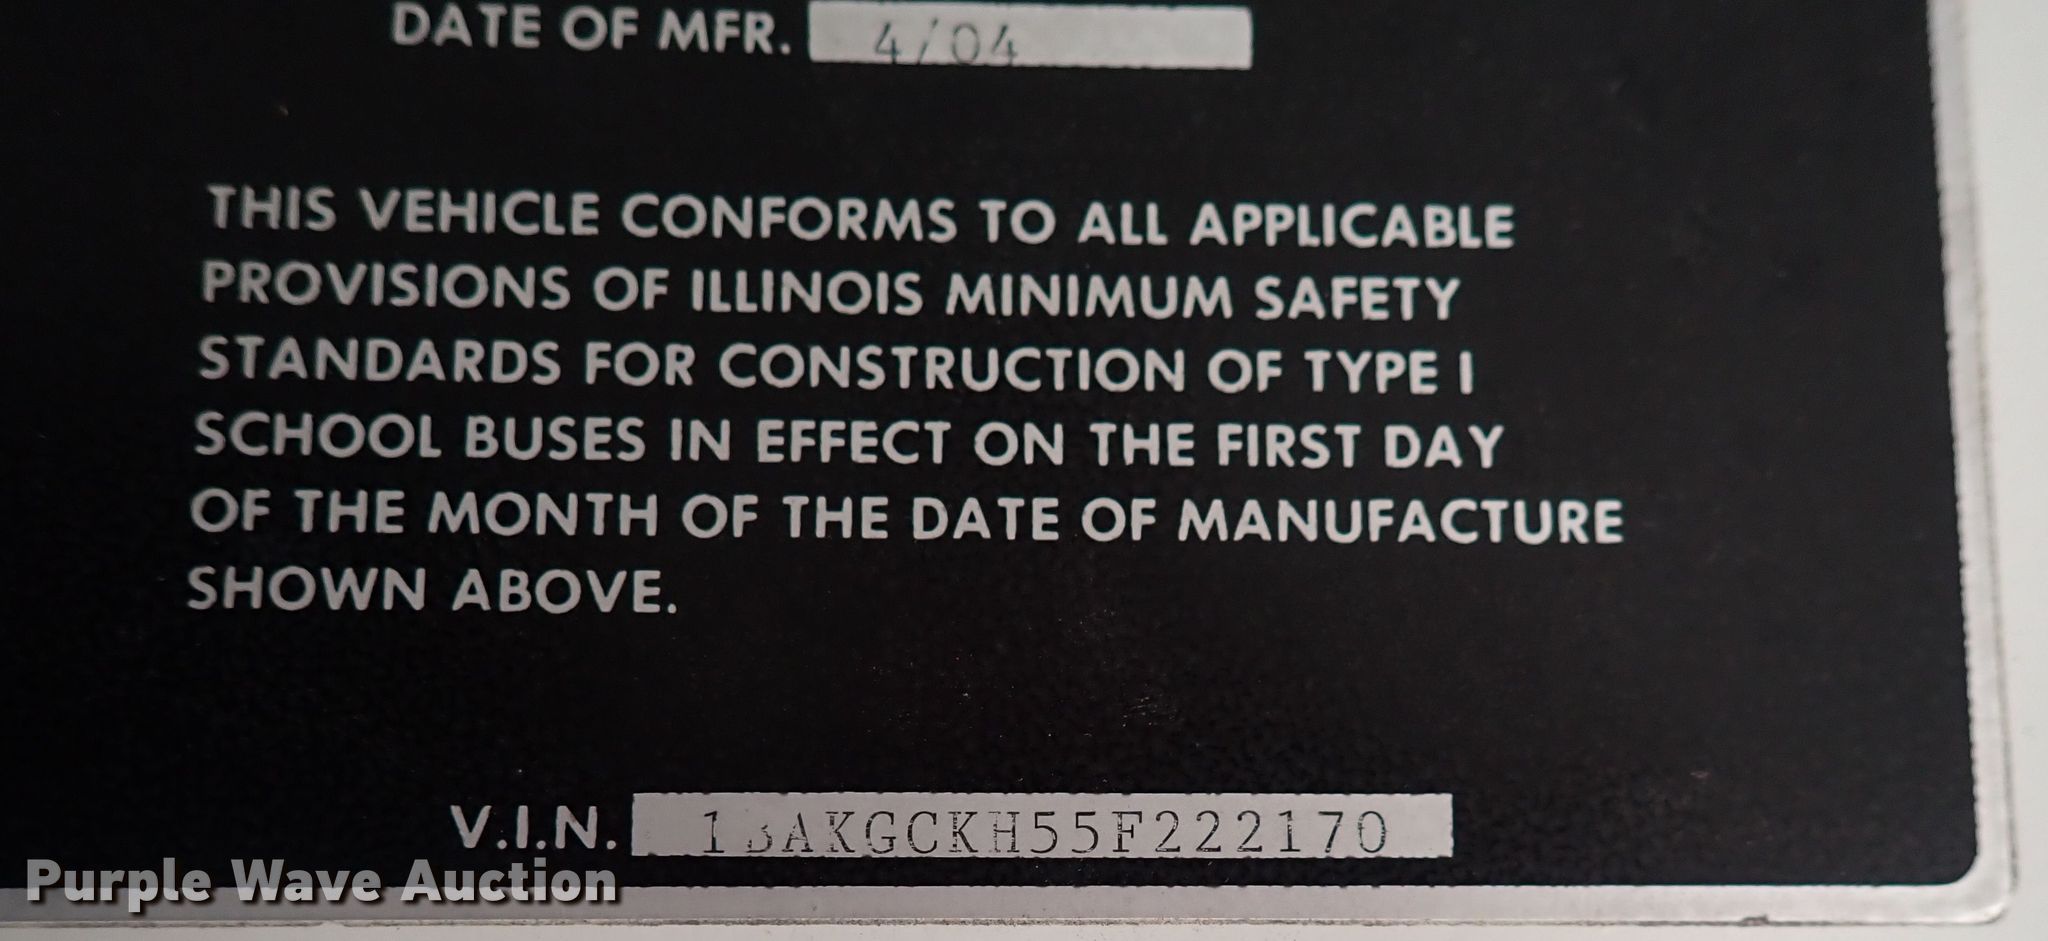 DATE OF MFR. 4/04
THIS VEHICLE CONFORMS TO ALL APPLICABLE
PROVISIONS OF ILLINOIS MINIMUM SAFETY
STANDARDS FOR CONSTRUCTION OF TYPE I
SCHOOL BUSES IN EFFECT ON THE FIRST DAY
OF THE MONTH OF THE DATE OF MANUFACTURE
SHOWN ABOVE.
V.I.N. 1BAKGCKH55F222170
Purple Wave Auction